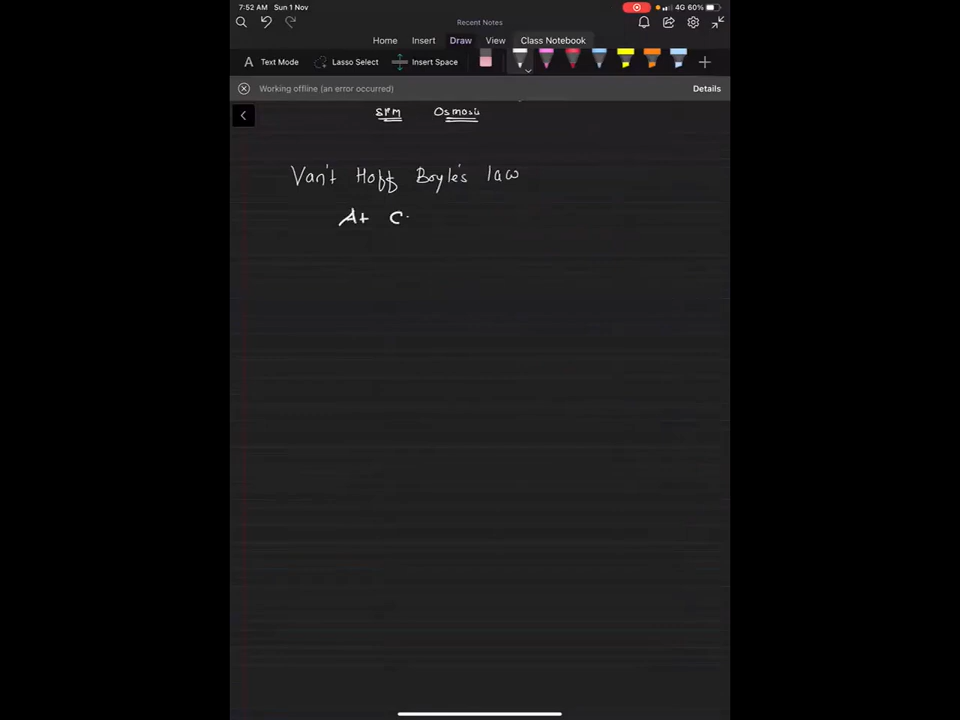 7:52 AM Sun 1 Nov 4G 60%
Recent Notes
Home Insert Draw View Class Notebook
A Text Mode Lasso Select Insert Space
Working offline (an error occurred) Details
SPM Osmosis
Van't Hoff Boyle's law
At C